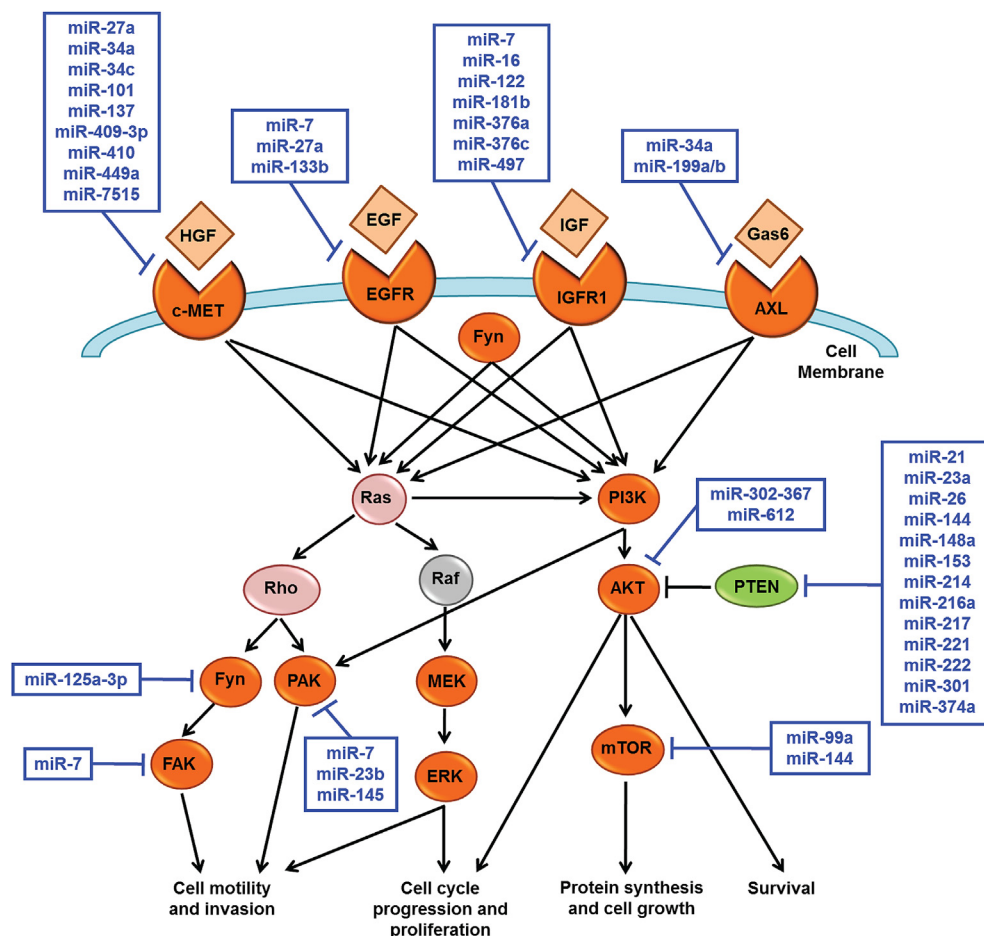 miR-27a
miR-34a
miR-34c
miR-101
miR-137
miR-409-3p
miR-410
miR-449a
miR-7515
miR-7
miR-27a
miR-133b
miR-7
miR-16
miR-122
miR-181b
miR-376a
miR-376c
miR-497
miR-34a
miR-199a/b
HGF
EGF
IGF
Gas6
c-MET
EGFR
IGFR1
AXL
Fyn
Cell
Membrane
Ras
PI3K
miR-302-367
miR-612
miR-21
miR-23a
miR-26
miR-144
miR-148a
miR-153
miR-214
miR-216a
miR-217
miR-221
miR-222
miR-301
miR-374a
Rho
Raf
AKT
PTEN
miR-125a-3p
Fyn
PAK
MEK
miR-7
FAK
miR-7
miR-23b
miR-145
ERK
mTOR
miR-99a
miR-144
Cell motility
and invasion
Cell cycle
progression and
proliferation
Protein synthesis
and cell growth
Survival